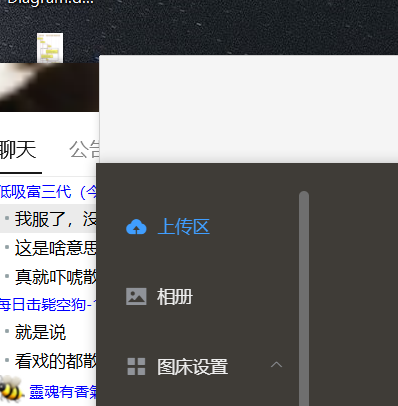 Diagram.d...
聊天
公告
低吸富三代（今
我服了，没
这是啥意思
真就吓唬散
每日击毙空狗-1
就是说
看戏的都散
靈魂有香氣
上传区
相册
图床设置